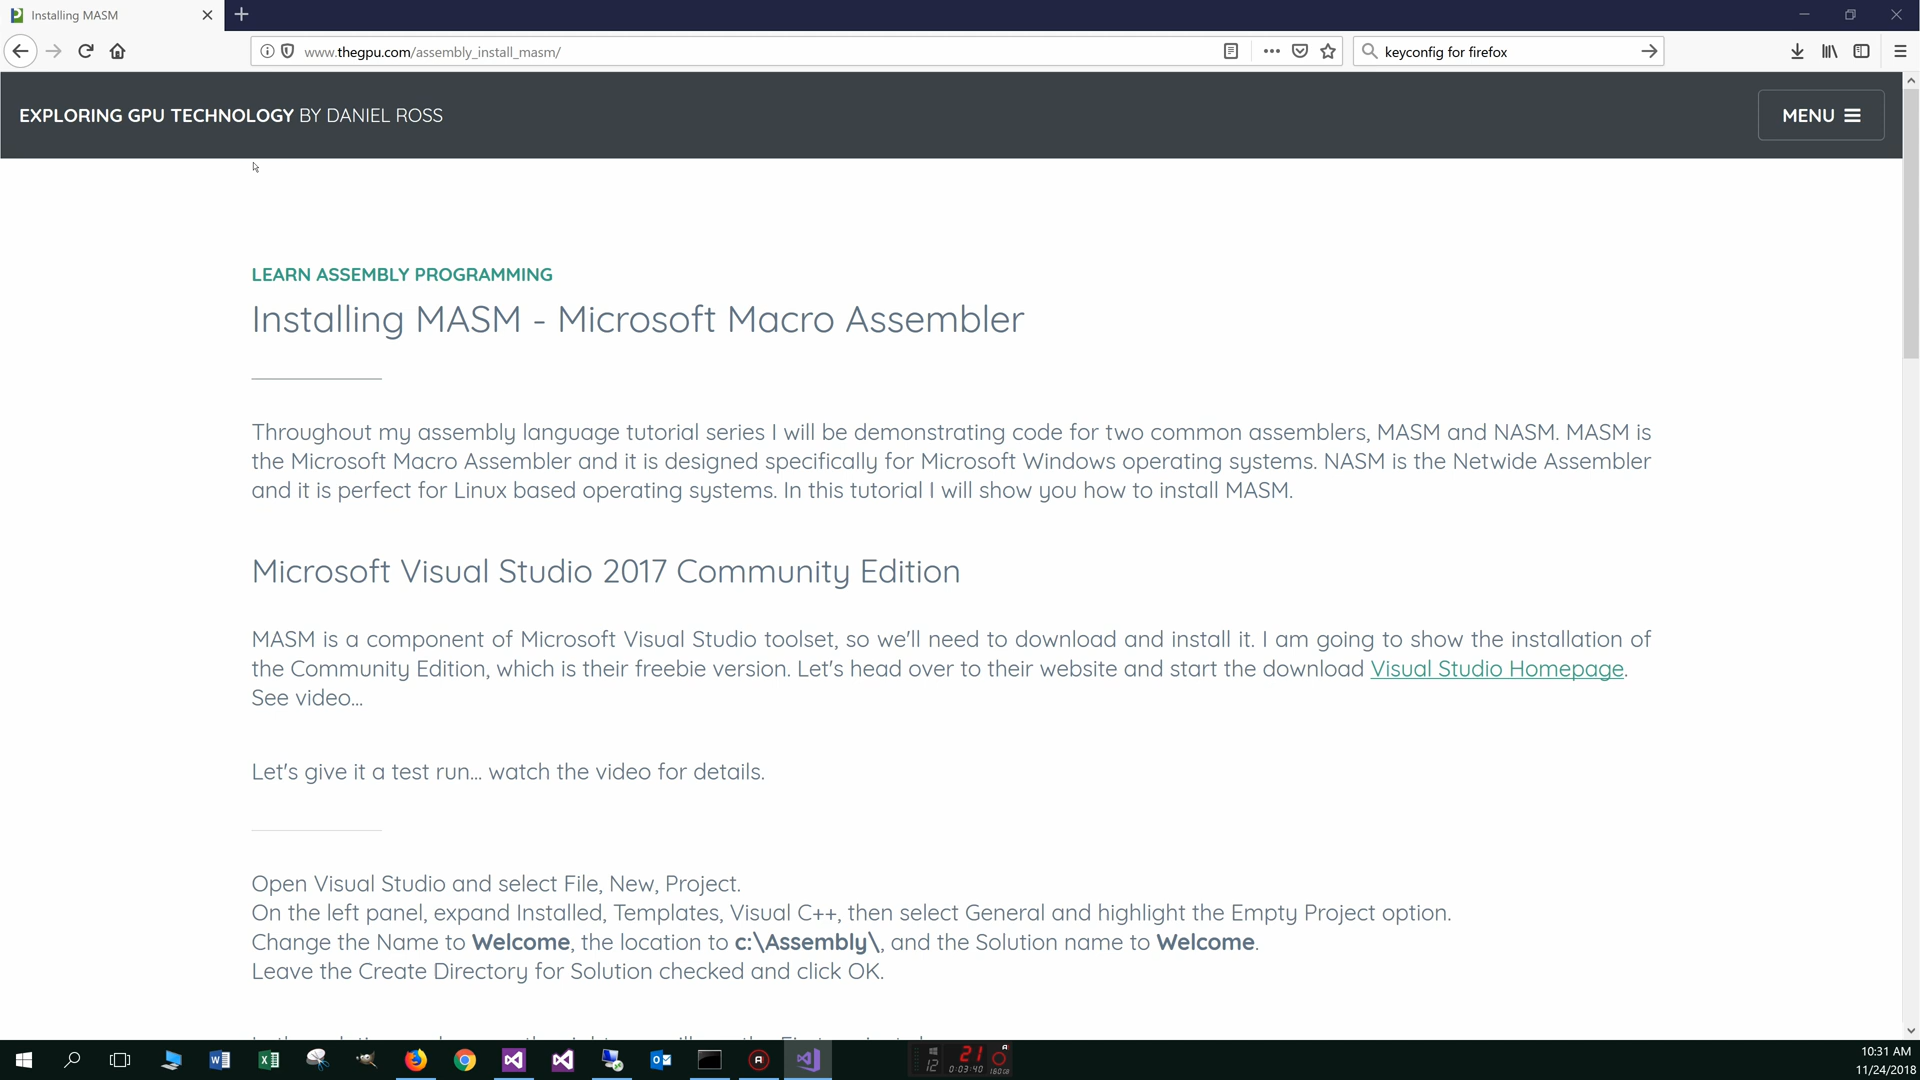 Installing MASM
www.thegpu.com/assembly_install_masm/
keyconfig for firefox
EXPLORING GPU TECHNOLOGY BY DANIEL ROSS
MENU
LEARN ASSEMBLY PROGRAMMING
Installing MASM - Microsoft Macro Assembler
Throughout my assembly language tutorial series I will be demonstrating code for two common assemblers, MASM and NASM. MASM is
the Microsoft Macro Assembler and it is designed specifically for Microsoft Windows operating systems. NASM is the Netwide Assembler
and it is perfect for Linux based operating systems. In this tutorial I will show you how to install MASM.
Microsoft Visual Studio 2017 Community Edition
MASM is a component of Microsoft Visual Studio toolset, so we'll need to download and install it. I am going to show the installation of
the Community Edition, which is their freebie version. Let's head over to their website and start the download Visual Studio Homepage.
See video...
Let's give it a test run... watch the video for details.
Open Visual Studio and select File, New, Project.
On the left panel, expand Installed, Templates, Visual C++, then select General and highlight the Empty Project option.
Change the Name to Welcome, the location to c:\Assembly\, and the Solution name to Welcome.
Leave the Create Directory for Solution checked and click OK.
12
21
0:03:40
160GB
10:31 AM
11/24/2018